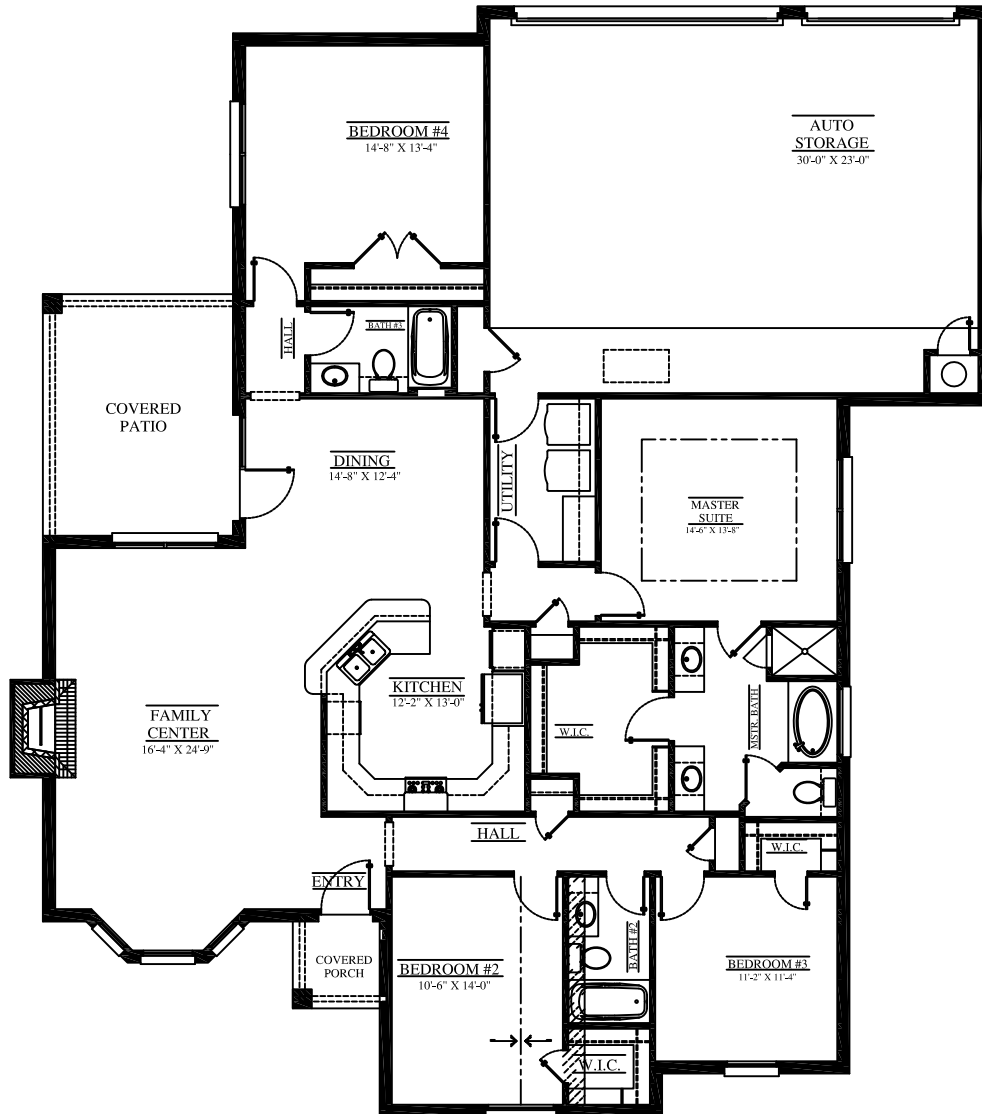 BEDROOM #4
14'-8" X 13'-4"
AUTO
STORAGE
30'-0" X 23'-0"
HALL
BATH #3
COVERED
PATIO
DINING
14'-8" X 12'-4"
UTILITY
MASTER
SUITE
14'-6" X 13'-8"
KITCHEN
12'-2" X 13'-0"
FAMILY
CENTER
16'-4" X 24'-9"
W.I.C.
MSTR. BATH
HALL
W.I.C.
ENTRY
COVERED
PORCH
BEDROOM #2
10'-6" X 14'-0"
BATH #2
BEDROOM #3
11'-2" X 11'-4"
W.I.C.